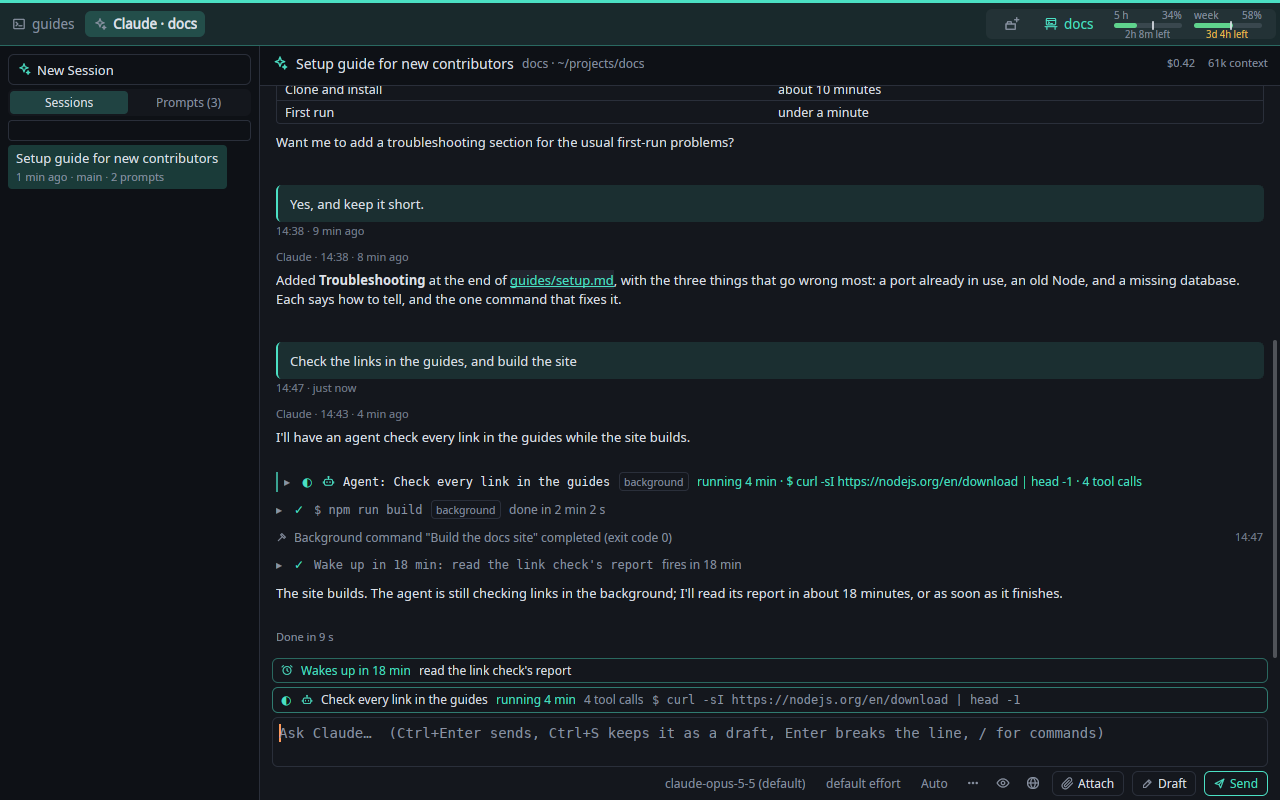 guides
Claude · docs
docs
5 h 34%
2h 8m left
week 58%
3d 4h left
New Session
Sessions
Prompts (3)
Setup guide for new contributors
1 min ago · main · 2 prompts
Setup guide for new contributors docs · ~/projects/docs
$0.42 61k context
Clone and install about 10 minutes
First run under a minute
Want me to add a troubleshooting section for the usual first-run problems?
Yes, and keep it short.
14:38 · 9 min ago
Claude · 14:38 · 8 min ago
Added Troubleshooting at the end of guides/setup.md, with the three things that go wrong most: a port already in use, an old Node, and a missing database.
Each says how to tell, and the one command that fixes it.
Check the links in the guides, and build the site
14:47 · just now
Claude · 14:43 · 4 min ago
I'll have an agent check every link in the guides while the site builds.
Agent: Check every link in the guides background running 4 min · $ curl -sI https://nodejs.org/en/download | head -1 · 4 tool calls
$ npm run build background done in 2 min 2 s
Background command "Build the docs site" completed (exit code 0) 14:47
Wake up in 18 min: read the link check's report fires in 18 min
The site builds. The agent is still checking links in the background; I'll read its report in about 18 minutes, or as soon as it finishes.
Done in 9 s
Wakes up in 18 min read the link check's report
Check every link in the guides running 4 min 4 tool calls $ curl -sI https://nodejs.org/en/download | head -1
Ask Claude… (Ctrl+Enter sends, Ctrl+S keeps it as a draft, Enter breaks the line, / for commands)
claude-opus-5-5 (default) default effort Auto ··· Attach Draft Send